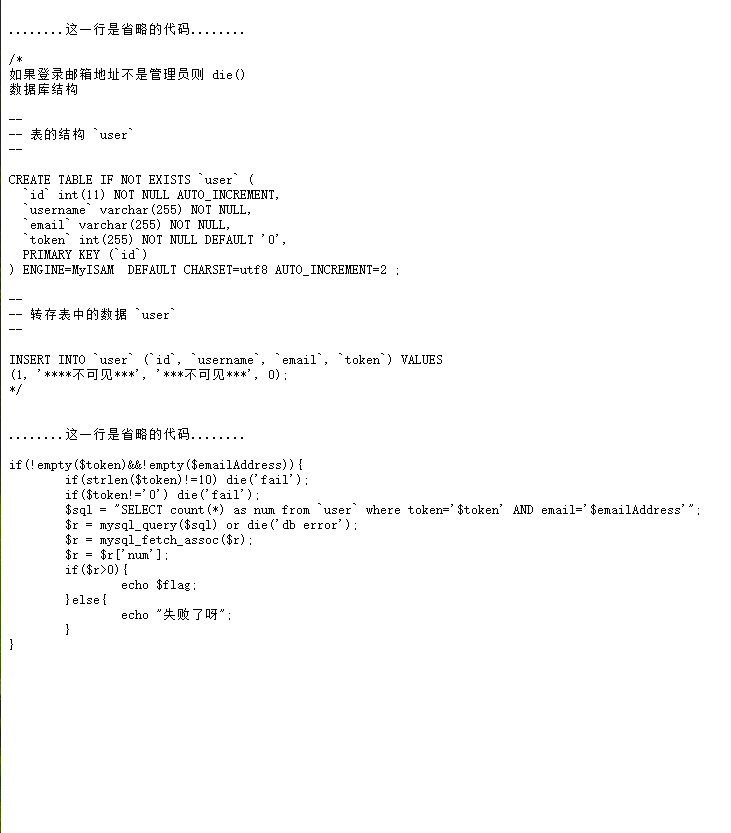 ........这一行是省略的代码........
/*
如果登录邮箱地址不是管理员则 die()
数据库结构
--
-- 表的结构 `user`
--
CREATE TABLE IF NOT EXISTS `user` (
  `id` int(11) NOT NULL AUTO_INCREMENT,
  `username` varchar(255) NOT NULL,
  `email` varchar(255) NOT NULL,
  `token` int(255) NOT NULL DEFAULT '0',
  PRIMARY KEY (`id`)
) ENGINE=MyISAM  DEFAULT CHARSET=utf8 AUTO_INCREMENT=2 ;
--
-- 转存表中的数据 `user`
--
INSERT INTO `user` (`id`, `username`, `email`, `token`) VALUES
(1, '****不可见***', '***不可见***', 0);
*/
........这一行是省略的代码........
if(!empty($token)&&!empty($emailAddress)){
	if(strlen($token)!=10) die('fail');
	if($token!='0') die('fail');
	$sql = "SELECT count(*) as num from `user` where token='$token' AND email='$emailAddress'";
	$r = mysql_query($sql) or die('db error');
	$r = mysql_fetch_assoc($r);
	$r = $r['num'];
	if($r>0){
		echo $flag;
	}else{
		echo "失败了呀";
	}
}